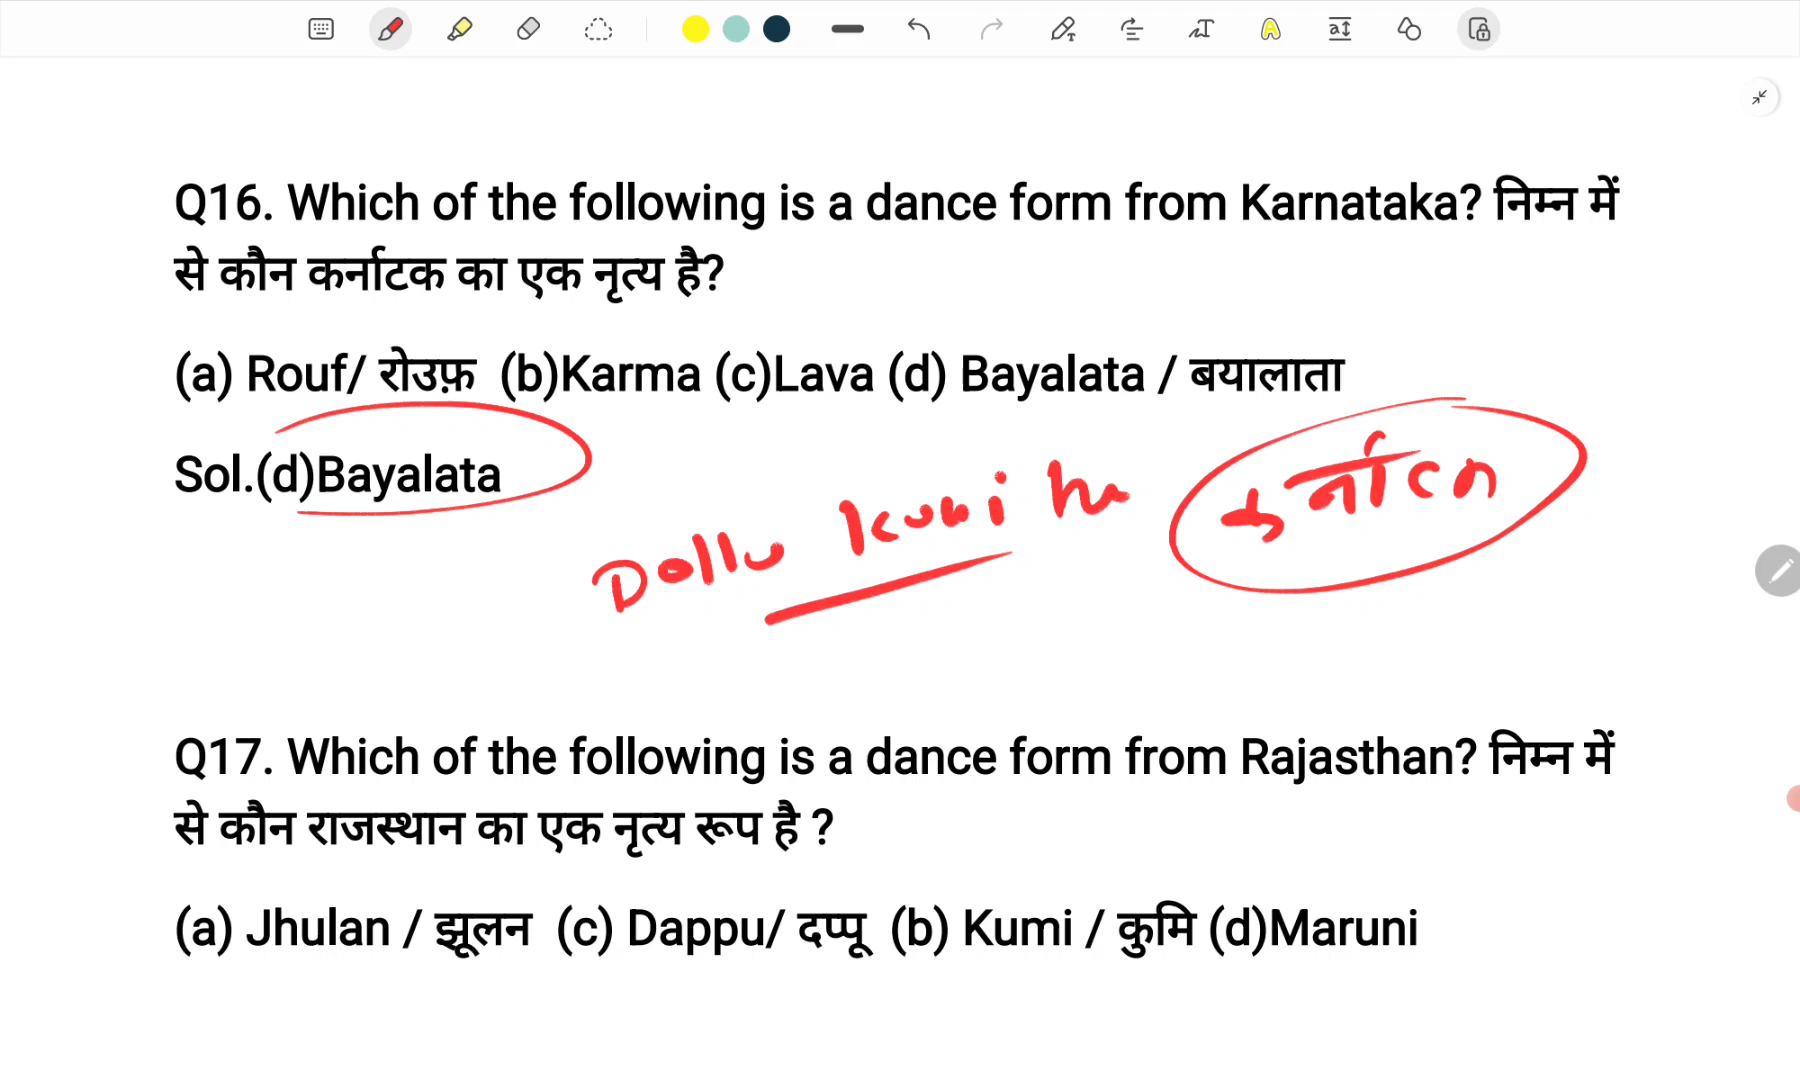 Q16. Which of the following is a dance form from Karnataka? निम्न में
से कौन कर्नाटक का एक नृत्य है?
(a) Rouf/ रोउफ़ (b)Karma (c)Lava (d) Bayalata / बयालाता
Sol.(d)Bayalata
Dollu Kuni
Q17. Which of the following is a dance form from Rajasthan? निम्न में
से कौन राजस्थान का एक नृत्य रूप है ?
(a) Jhulan / झूलन (c) Dappu/ दप्पू (b) Kumi / कुमि (d)Maruni